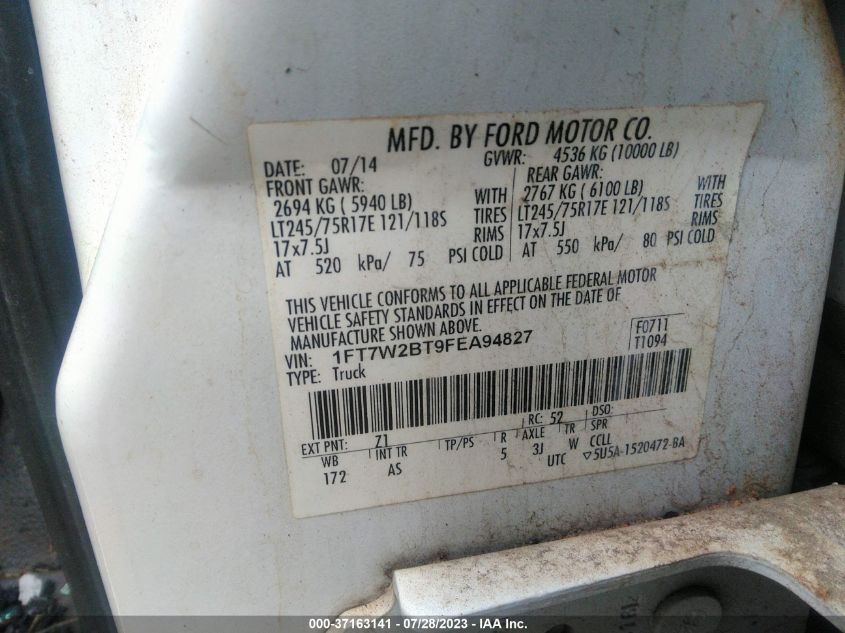 MFD. BY FORD MOTOR CO.
DATE: 07/14 GVWR: 4536 KG (10000 LB)
FRONT GAWR: REAR GAWR:
2694 KG ( 5940 LB) WITH 2767 KG ( 6100 LB) WITH
LT245/75R17E 121/118S TIRES LT245/75R17E 121/118S TIRES
17x7.5J RIMS 17x7.5J RIMS
AT 520 kPa/ 75 PSI COLD AT 550 kPa/ 80 PSI COLD
THIS VEHICLE CONFORMS TO ALL APPLICABLE FEDERAL MOTOR
VEHICLE SAFETY STANDARDS IN EFFECT ON THE DATE OF
MANUFACTURE SHOWN ABOVE.
VIN: 1FT7W2BT9FEA94827 F0711
TYPE: Truck T1094
EXT PNT: Z1 RC: 52 DSO:
WB INT TR TP/PS R AXLE TR SPR
172 AS 5 3J W CCLL
UTC ▽5U5A-1520472-BA
000-37163141 - 07/28/2023 - IAA Inc.